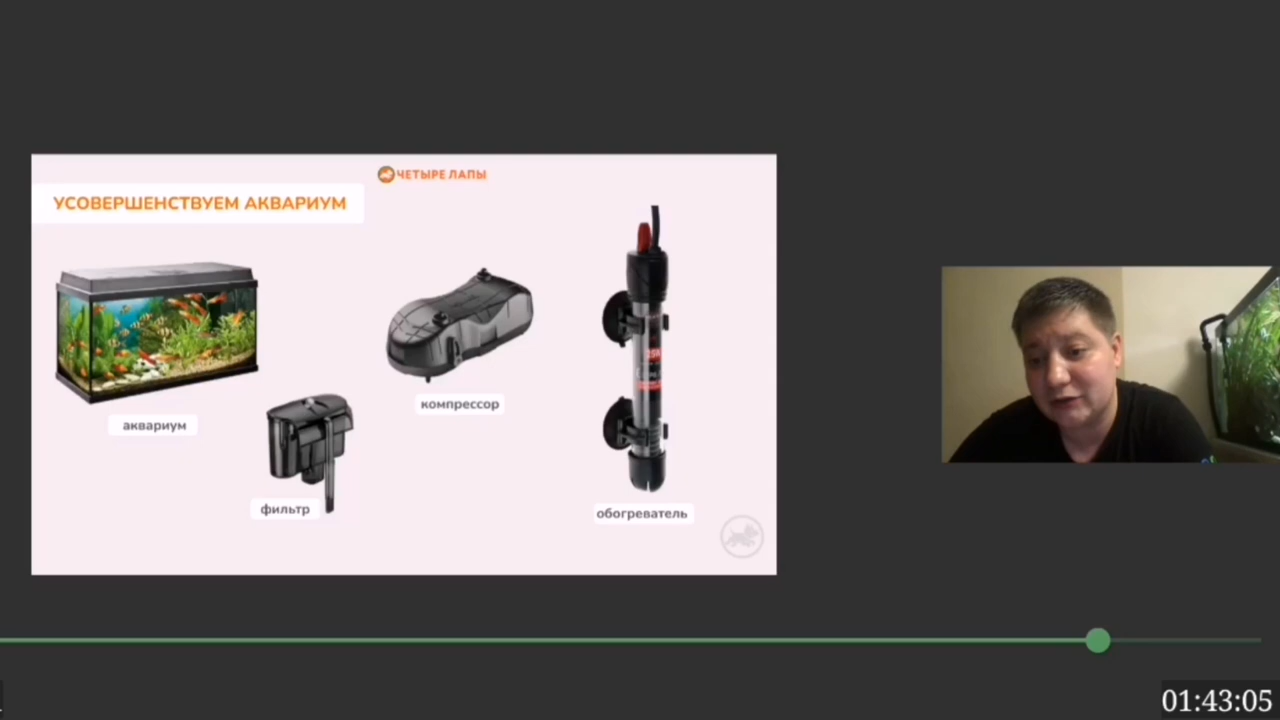 ЧЕТЫРЕ ЛАПЫ
УСОВЕРШЕНСТВУЕМ АКВАРИУМ
аквариум
фильтр
компрессор
обогреватель
01:43:05